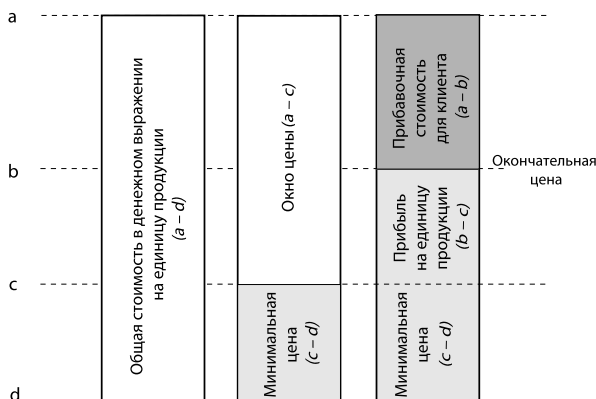 a
b
c
d
Общая стоимость в денежном выражении
на единицу продукции
(a – d)
Окно цены (a – c)
Минимальная
цена
(c – d)
Прибавочная
стоимость
для клиента
(a – b)
Прибыль
на единицу
продукции
(b – c)
Минимальная
цена
(c – d)
Окончательная
цена